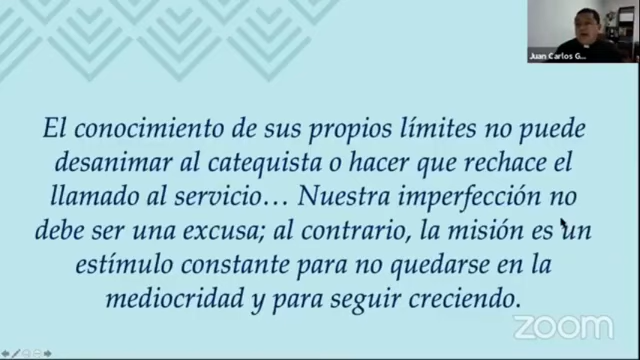 Juan Carlos G...
El conocimiento de sus propios límites no puede
desanimar al catequista o hacer que rechace el
llamado al servicio... Nuestra imperfección no
debe ser una excusa; al contrario, la misión es un
estímulo constante para no quedarse en la
mediocridad y para seguir creciendo.
zoom